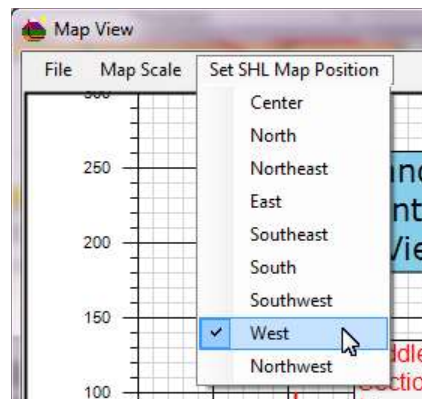 Map View
File Map Scale Set SHL Map Position
Center
North
Northeast
East
Southeast
South
Southwest
West
Northwest
300
250
200
150
100